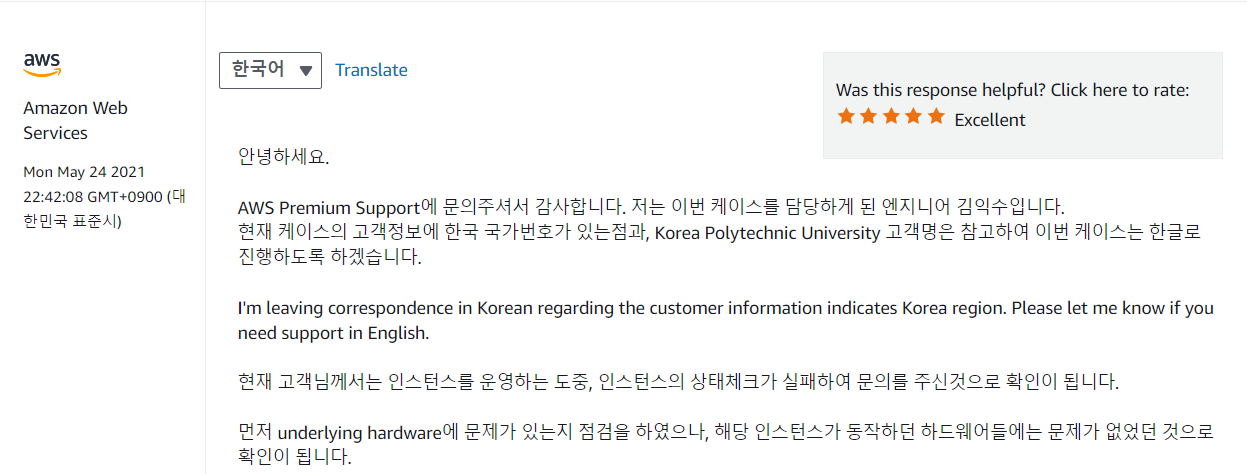 aws
Amazon Web
Services
Mon May 24 2021
22:42:08 GMT+0900 (대
한민국 표준시)
한국어 Translate
Was this response helpful? Click here to rate:
Excellent
안녕하세요.
AWS Premium Support에 문의주셔서 감사합니다. 저는 이번 케이스를 담당하게 된 엔지니어 김익수입니다.
현재 케이스의 고객정보에 한국 국가번호가 있는점과, Korea Polytechnic University 고객명은 참고하여 이번 케이스는 한글로
진행하도록 하겠습니다.
I'm leaving correspondence in Korean regarding the customer information indicates Korea region. Please let me know if you
need support in English.
현재 고객님께서는 인스턴스를 운영하는 도중, 인스턴스의 상태체크가 실패하여 문의를 주신것으로 확인이 됩니다.
먼저 underlying hardware에 문제가 있는지 점검을 하였으나, 해당 인스턴스가 동작하던 하드웨어들에는 문제가 없었던 것으로
확인이 됩니다.